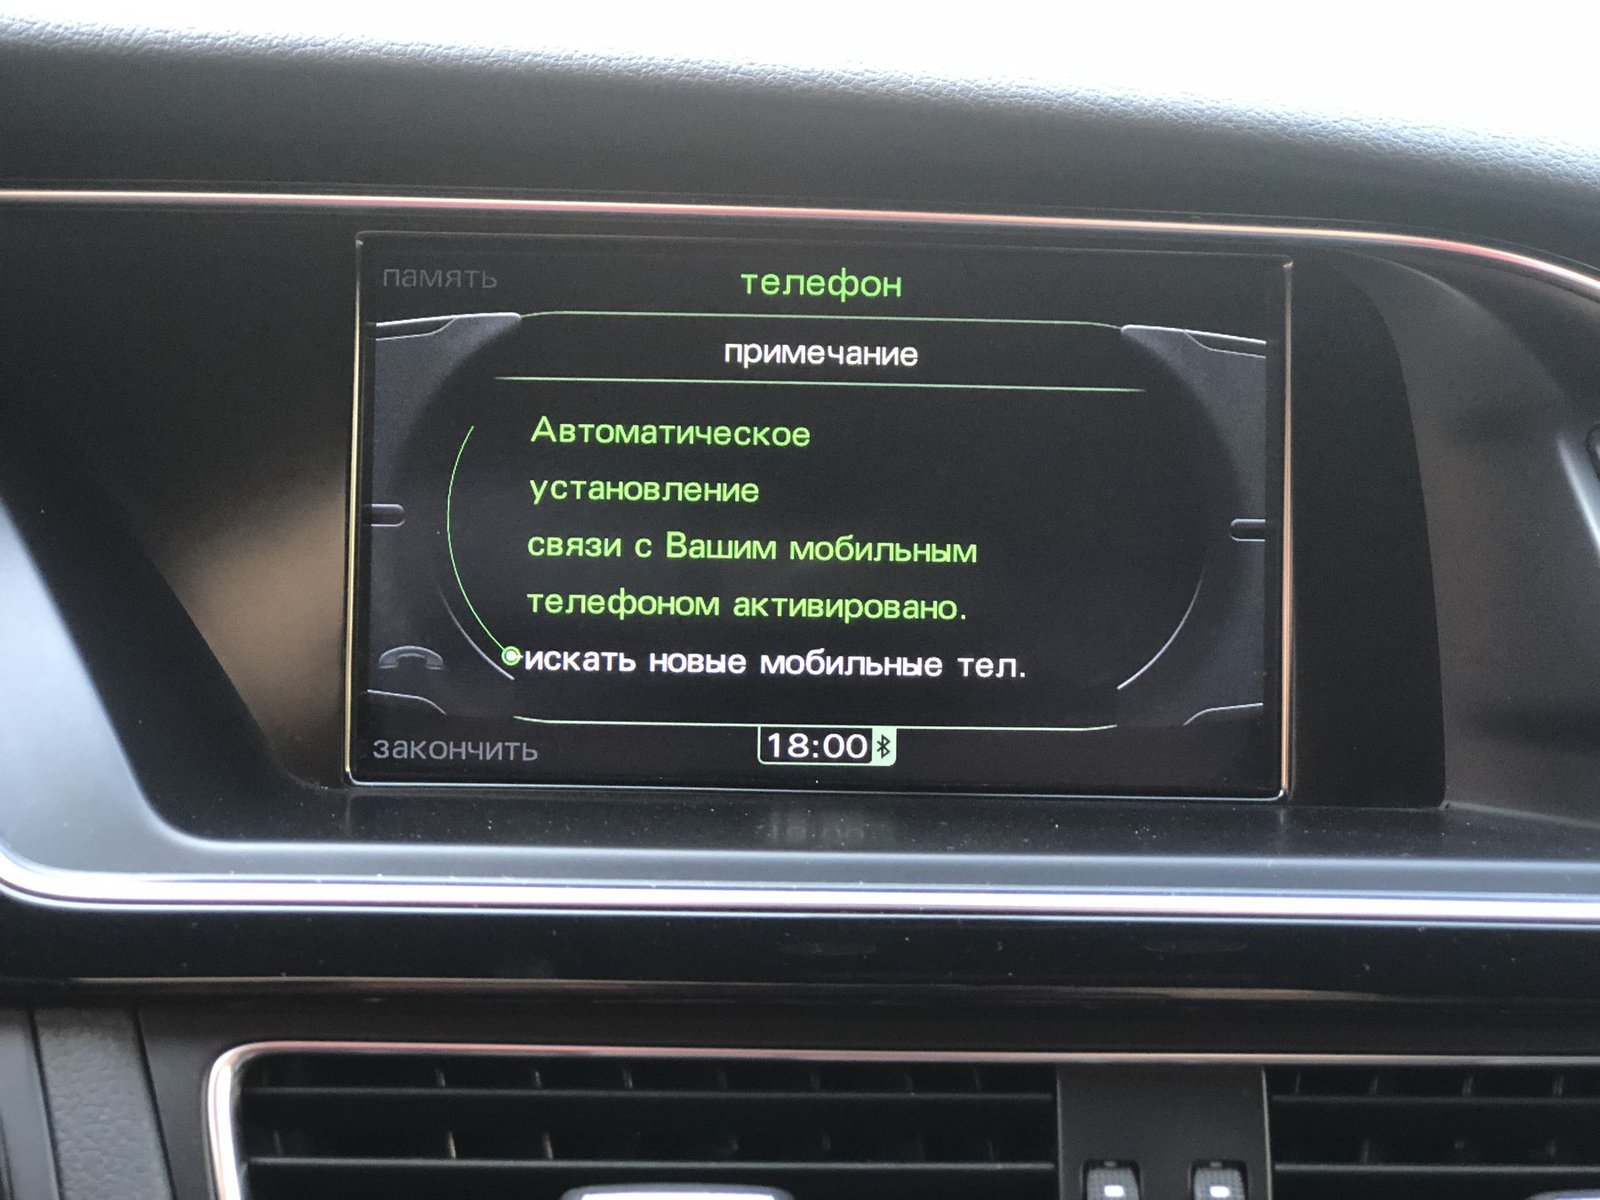 память
телефон
примечание
Автоматическое
установление
связи с Вашим мобильным
телефоном активировано.
искать новые мобильные тел.
закончить
18:00